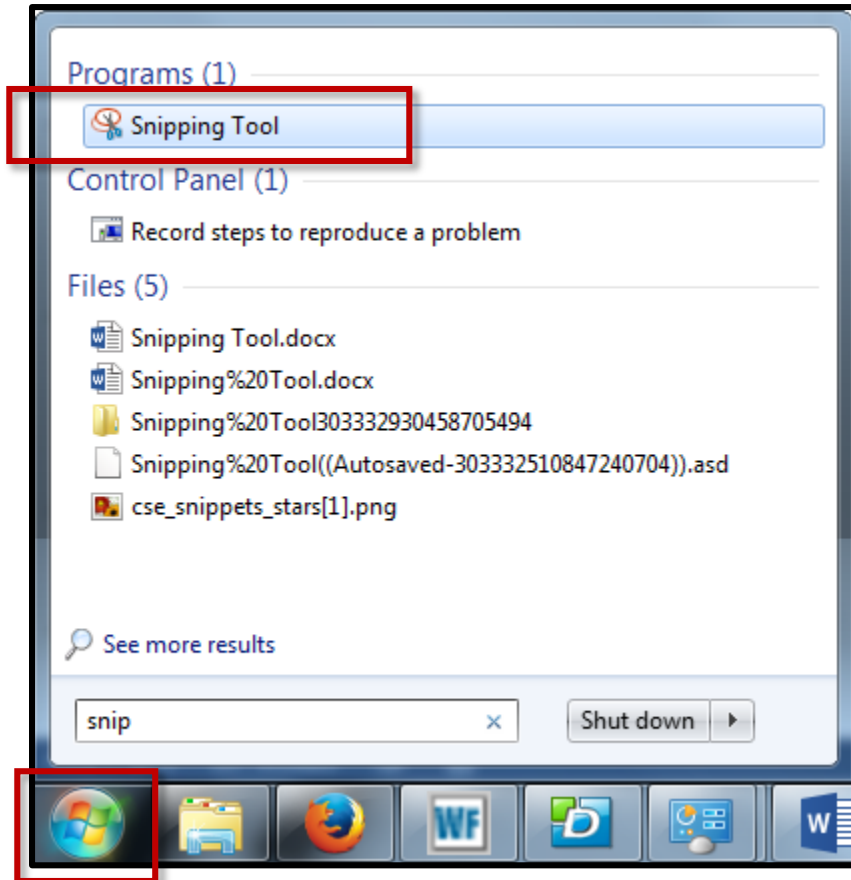 Programs (1)
Snipping Tool
Control Panel (1)
Record steps to reproduce a problem
Files (5)
Snipping Tool.docx
Snipping%20Tool.docx
Snipping%20Tool303332930458705494
Snipping%20Tool((Autosaved-303332510847240704)).asd
cse_snippets_stars[1].png
See more results
snip
Shut down
WF
W